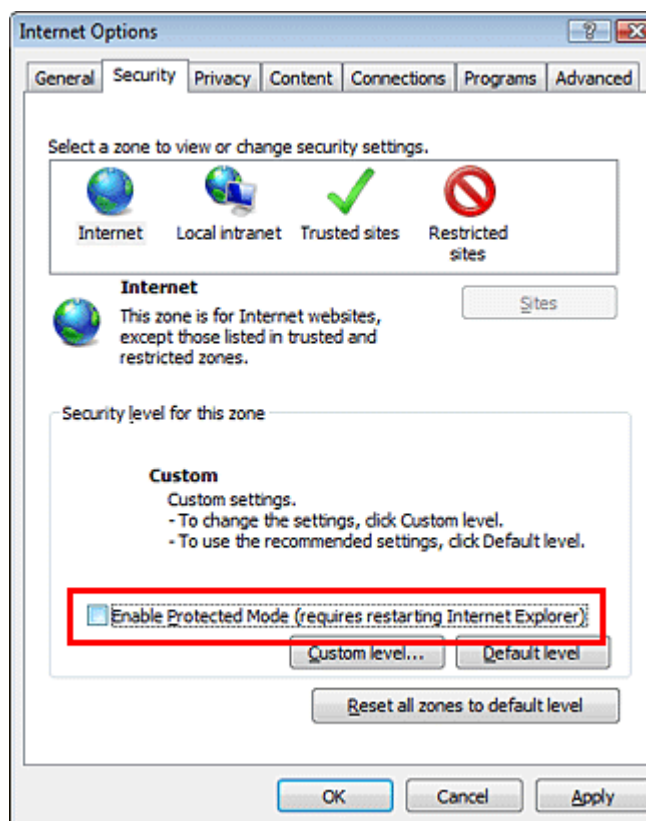 Internet Options
General Security Privacy Content Connections Programs Advanced
Select a zone to view or change security settings.
Internet Local intranet Trusted sites Restricted
sites
Internet
Sites
This zone is for Internet websites,
except those listed in trusted and
restricted zones.
Security level for this zone
Custom
Custom settings.
- To change the settings, click Custom level.
- To use the recommended settings, click Default level.
Enable Protected Mode (requires restarting Internet Explorer)
Custom level... Default level
Reset all zones to default level
OK Cancel Apply